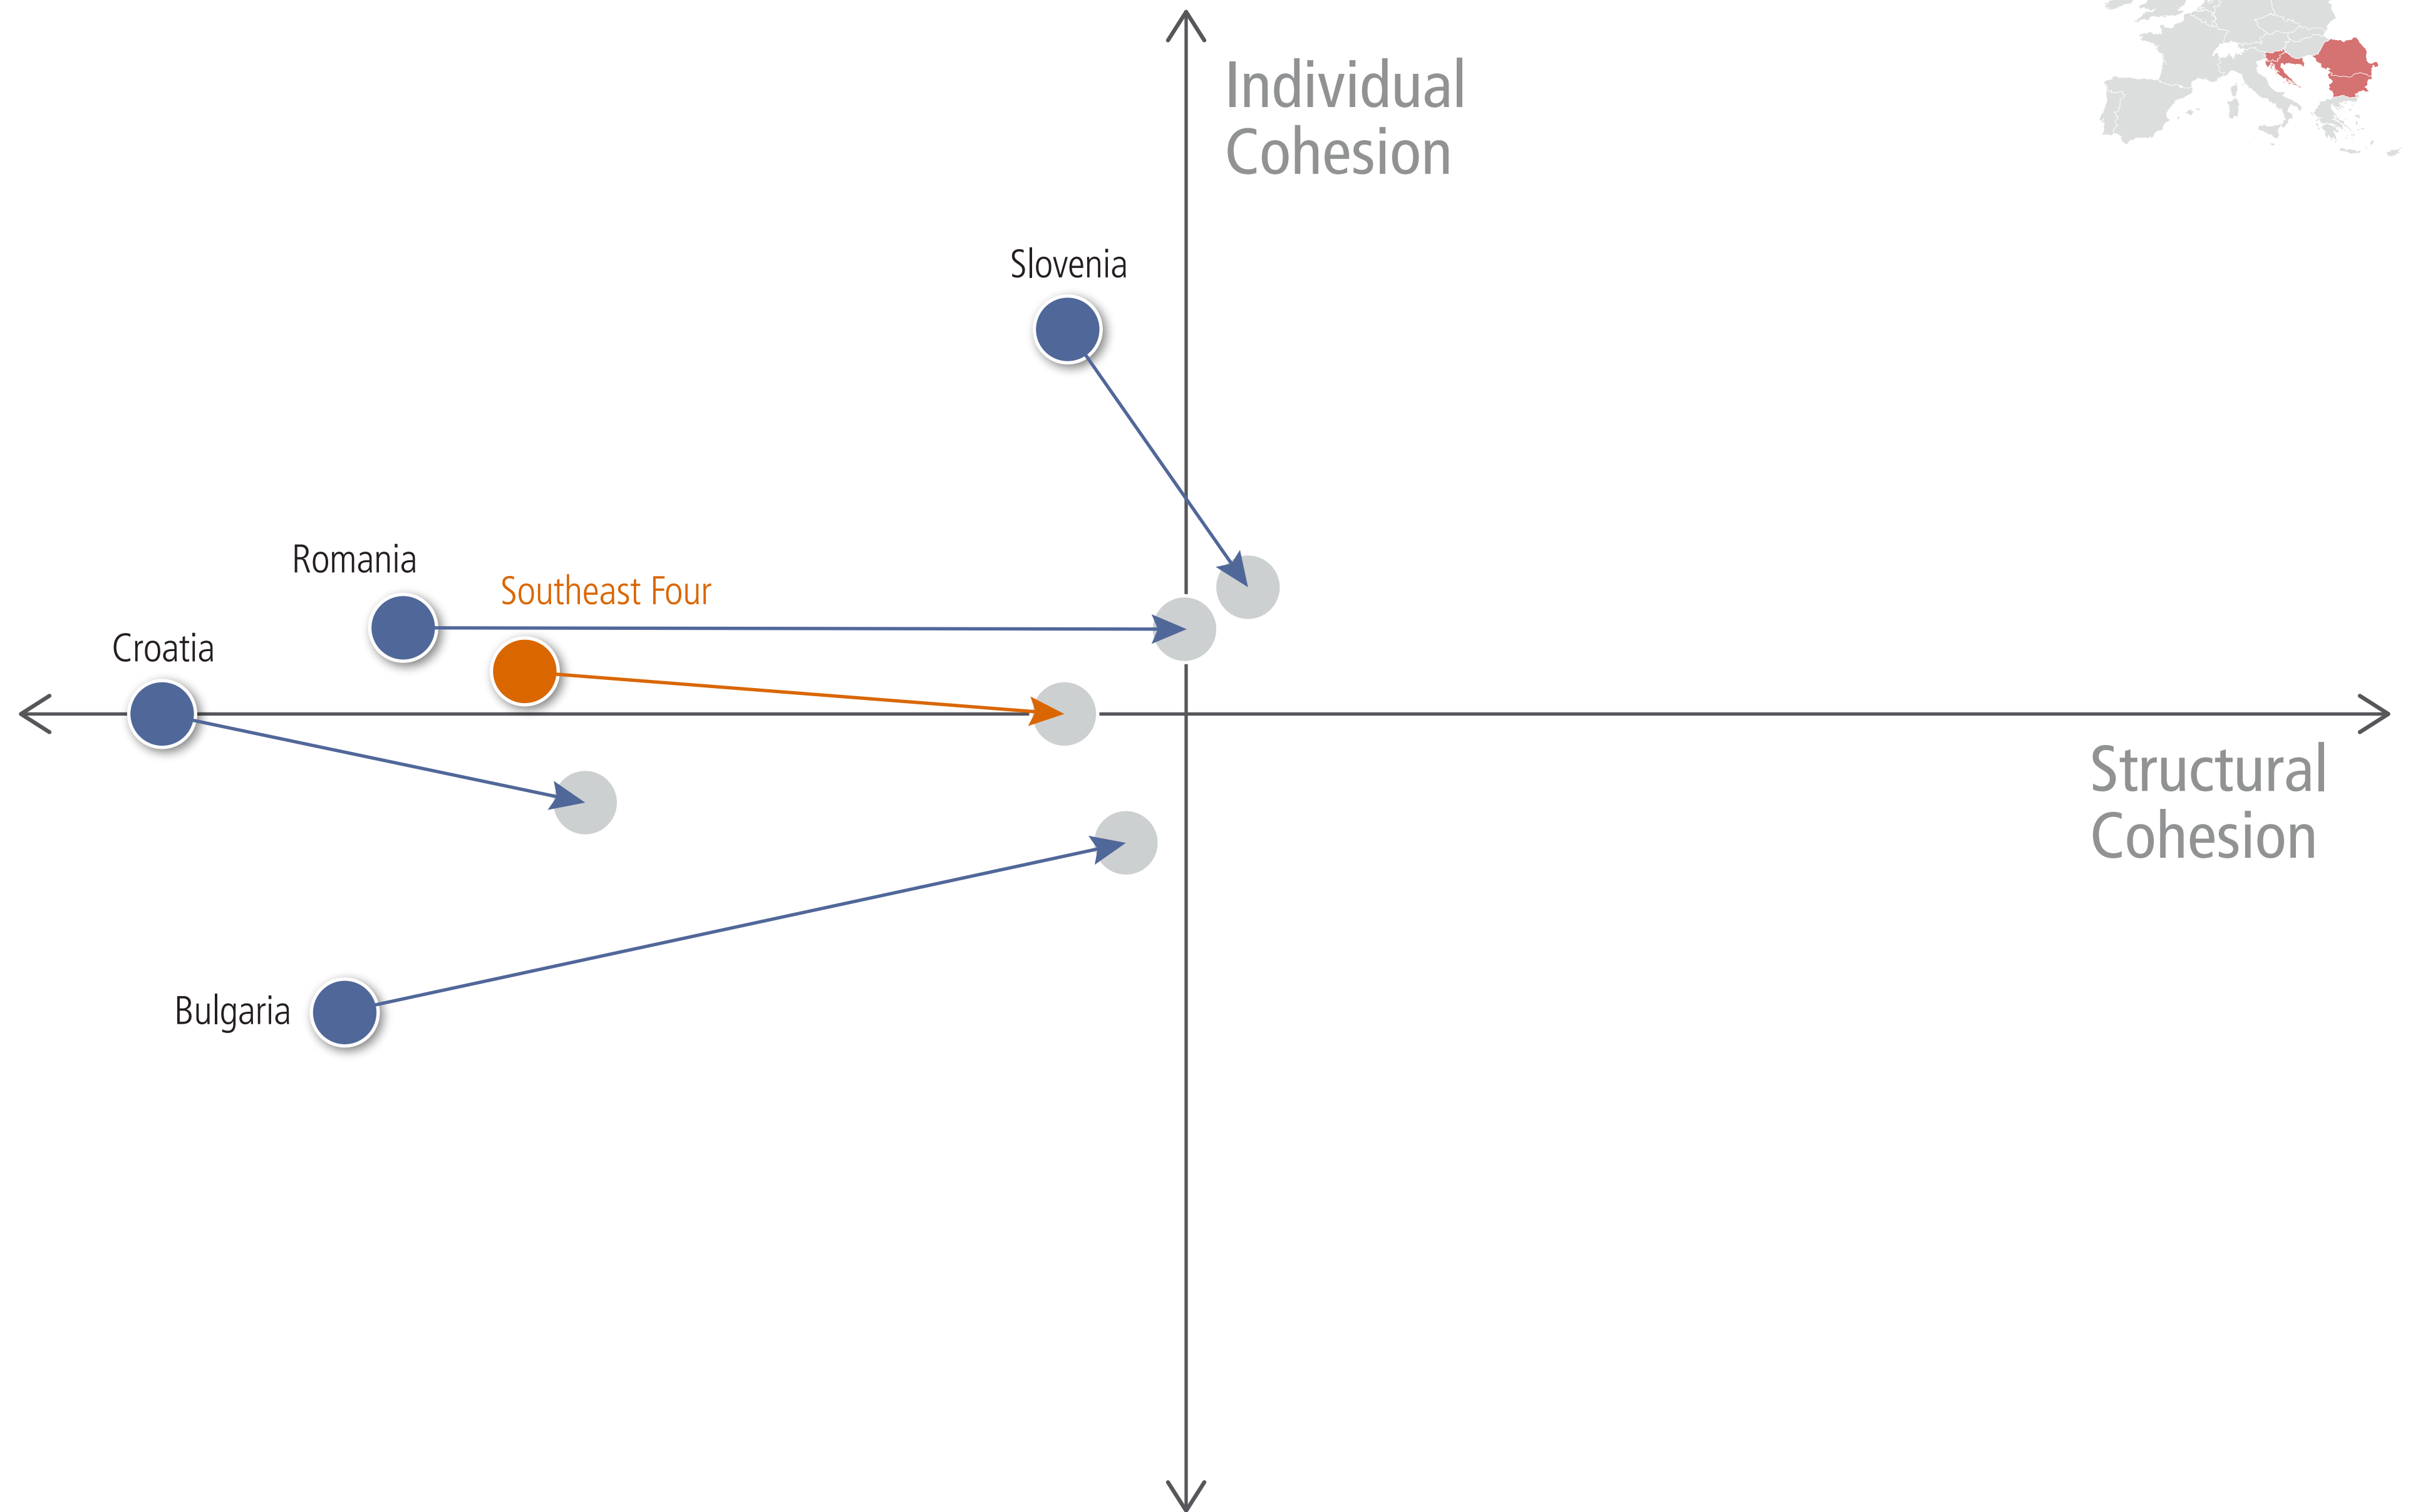 Individual
Cohesion
Slovenia
Romania
Southeast Four
Croatia
Structural
Cohesion
Bulgaria